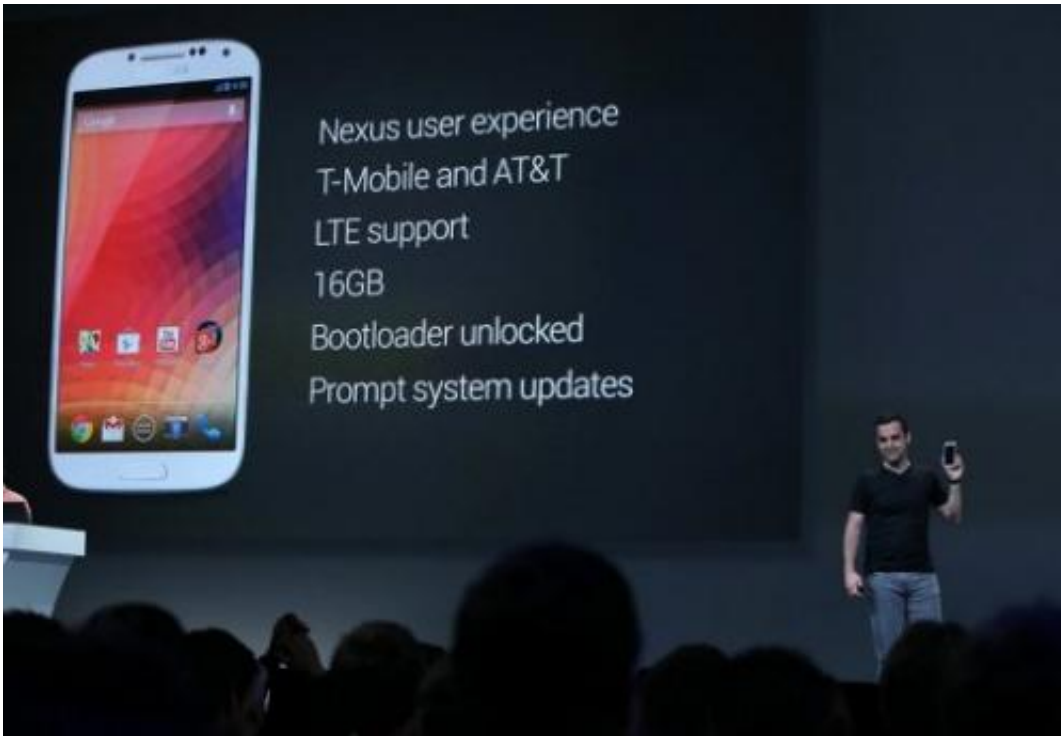 Nexus user experience
T-Mobile and AT&T
LTE support
16GB
Bootloader unlocked
Prompt system updates